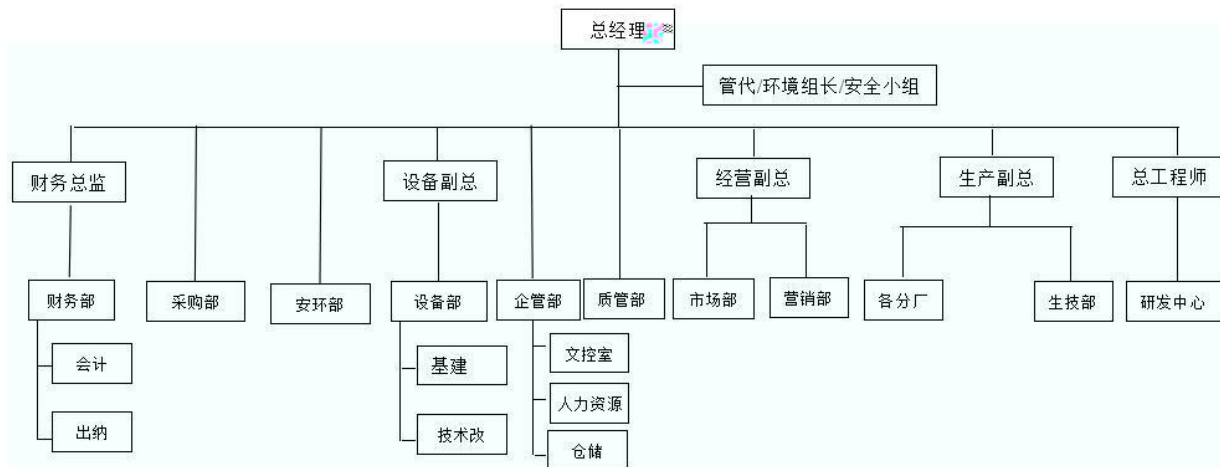 总经理
管代/环境组长/安全小组
财务总监
设备副总
经营副总
生产副总
总工程师
财务部
采购部
安环部
设备部
企管部
质管部
市场部
营销部
各分厂
生技部
研发中心
会计
基建
文控室
人力资源
出纳
技术改
仓储